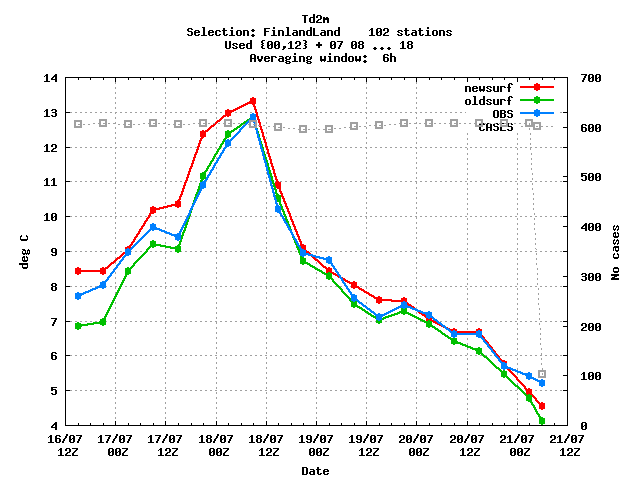 Td2m
Selection: FinlandLand    102 stations
Used {00,12} + 07 08 ... 18
Averaging window:  6h
14 700
newsurf
oldsurf
OBS
CASES
13 600
12
11 500
10 400
9
8 300
7 200
6
5 100
4 0
deg C
No cases
16/07 17/07 17/07 18/07 18/07 19/07 19/07 20/07 20/07 21/07 21/07
12Z 00Z 12Z 00Z 12Z 00Z 12Z 00Z 12Z 00Z 12Z
Date